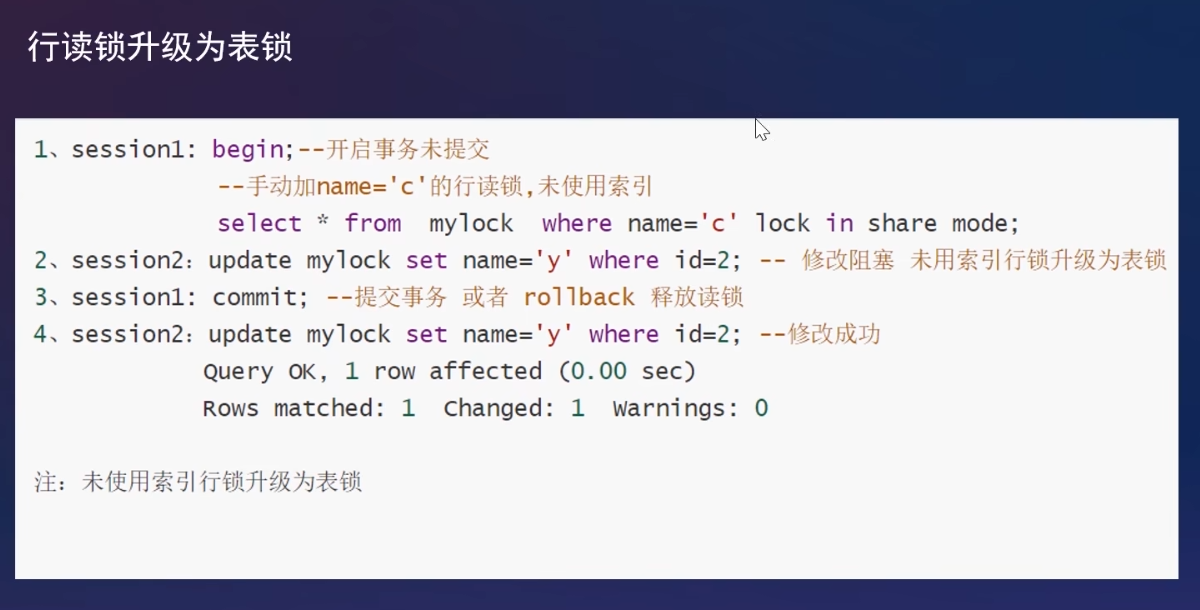 行读锁升级为表锁
1、session1: begin;--开启事务未提交
--手动加name='c'的行读锁,未使用索引
select * from  mylock  where name='c' lock in share mode;
2、session2：update mylock set name='y' where id=2; -- 修改阻塞 未用索引行锁升级为表锁
3、session1: commit; --提交事务 或者 rollback 释放读锁
4、session2：update mylock set name='y' where id=2; --修改成功
Query OK, 1 row affected (0.00 sec)
Rows matched: 1  Changed: 1  Warnings: 0
注：未使用索引行锁升级为表锁